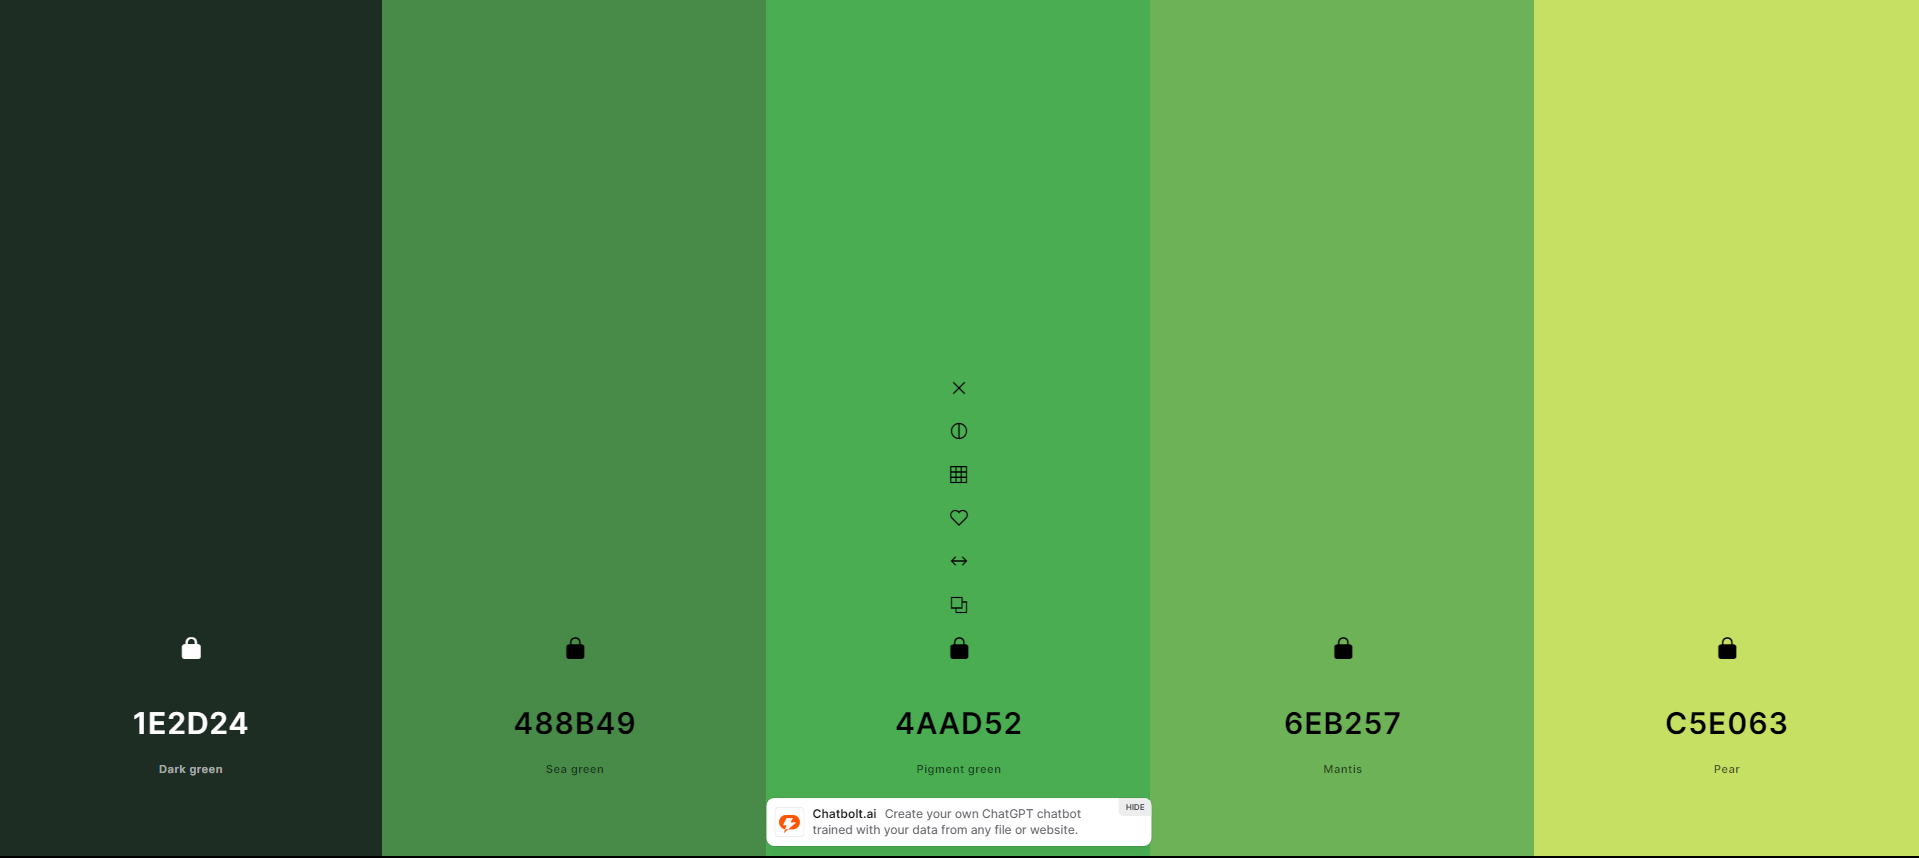 1E2D24
Dark green
488B49
Sea green
4AAD52
Pigment green
6EB257
Mantis
C5E063
Pear
Chatbolt.ai Create your own ChatGPT chatbot
trained with your data from any file or website.
HIDE